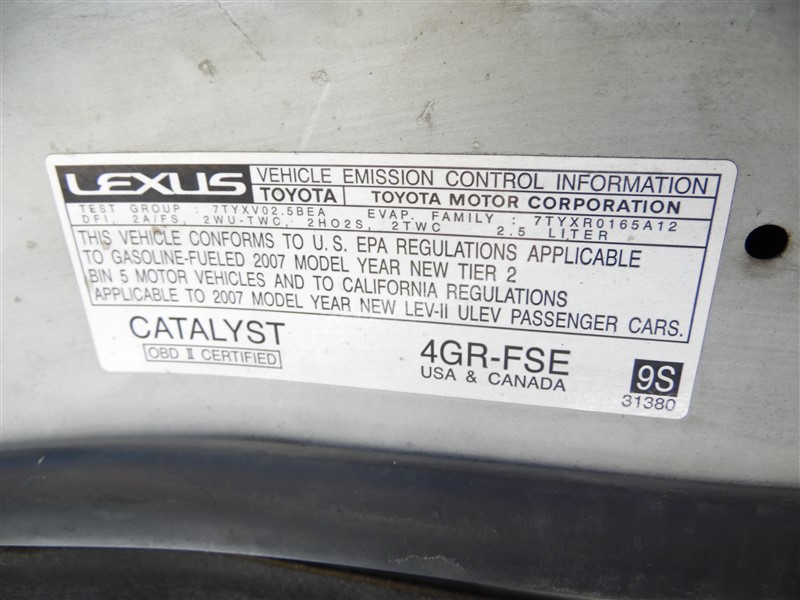 LEXUS VEHICLE EMISSION CONTROL INFORMATION
TOYOTA TOYOTA MOTOR CORPORATION
TEST GROUP : 7TYXV02.5BEA EVAP. FAMILY : 7TYXR0165A12
DFI, 2A/FS, 2WU-TWC, 2HO2S, 2TWC 2.5 LITER
THIS VEHICLE CONFORMS TO U.S. EPA REGULATIONS APPLICABLE
TO GASOLINE-FUELED 2007 MODEL YEAR NEW TIER 2
BIN 5 MOTOR VEHICLES AND TO CALIFORNIA REGULATIONS
APPLICABLE TO 2007 MODEL YEAR NEW LEV-II ULEV PASSENGER CARS.
CATALYST 4GR-FSE 9S
OBD II CERTIFIED USA & CANADA 31380